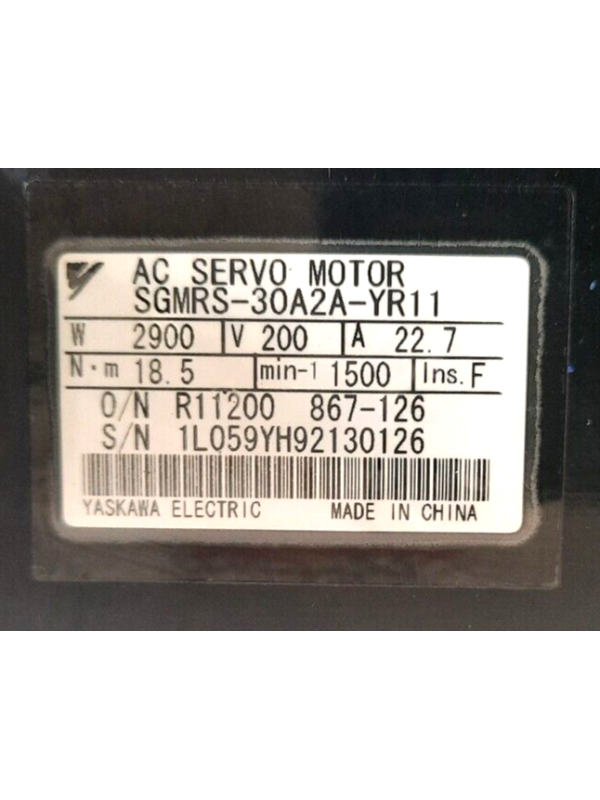 AC SERVO MOTOR
SGMRS-30A2A-YR11
W 2900 V 200 A 22.7
N·m 18.5 min-1 1500 Ins. F
O/N R11200 867-126
S/N 1L059YH92130126
YASKAWA ELECTRIC MADE IN CHINA